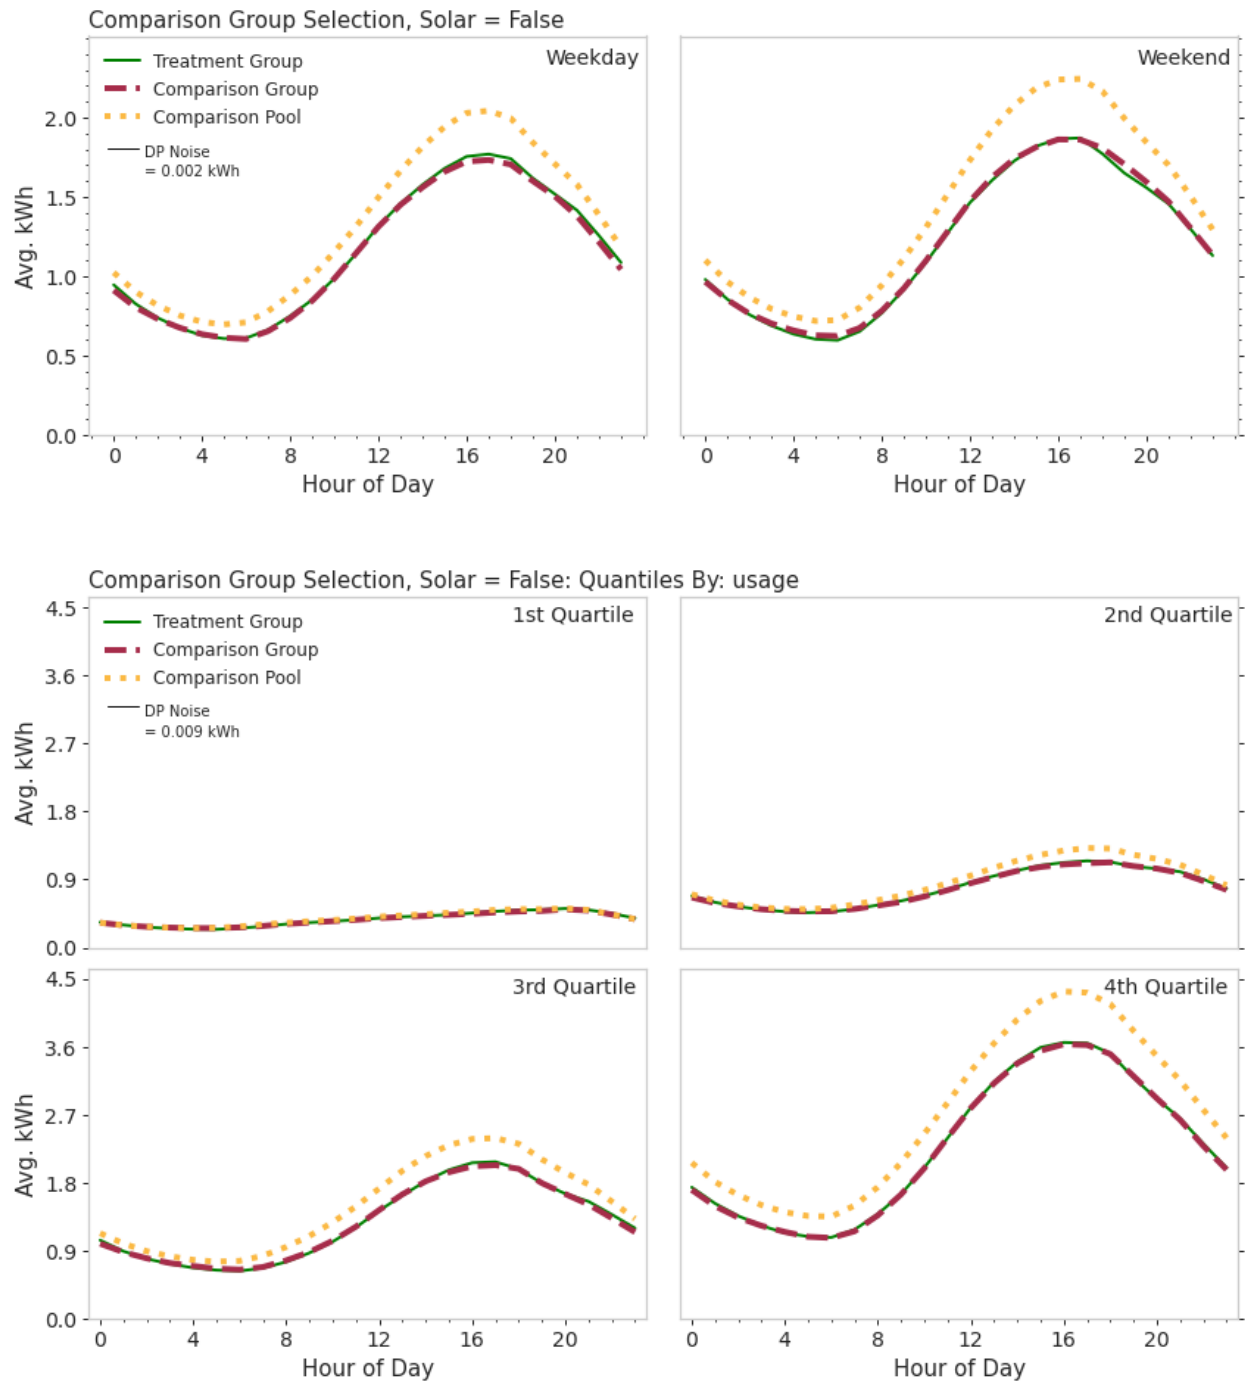 Comparison Group Selection, Solar = False
Treatment Group
Comparison Group
Comparison Pool
DP Noise
= 0.002 kWh
Weekday
Weekend
Avg. kWh
2.0
1.5
1.0
0.5
0.0
0 4 8 12 16 20
0 4 8 12 16 20
Hour of Day
Hour of Day
Comparison Group Selection, Solar = False: Quantiles By: usage
Treatment Group
Comparison Group
Comparison Pool
DP Noise
= 0.009 kWh
1st Quartile
2nd Quartile
Avg. kWh
4.5
3.6
2.7
1.8
0.9
0.0
3rd Quartile
4th Quartile
Avg. kWh
4.5
3.6
2.7
1.8
0.9
0.0
0 4 8 12 16 20
0 4 8 12 16 20
Hour of Day
Hour of Day